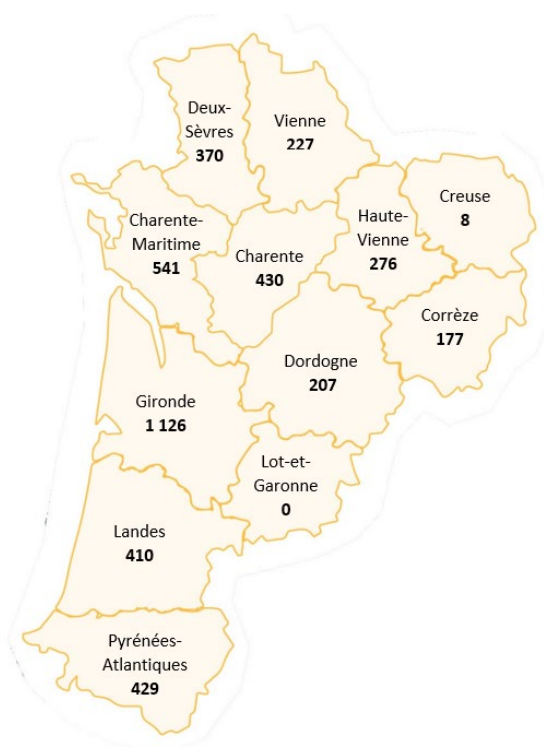 Deux-
Sèvres
370
Vienne
227
Creuse
8
Charente-
Maritime
541
Charente
430
Haute-
Vienne
276
Corrèze
177
Dordogne
207
Gironde
1 126
Lot-et-
Garonne
0
Landes
410
Pyrénées-
Atlantiques
429